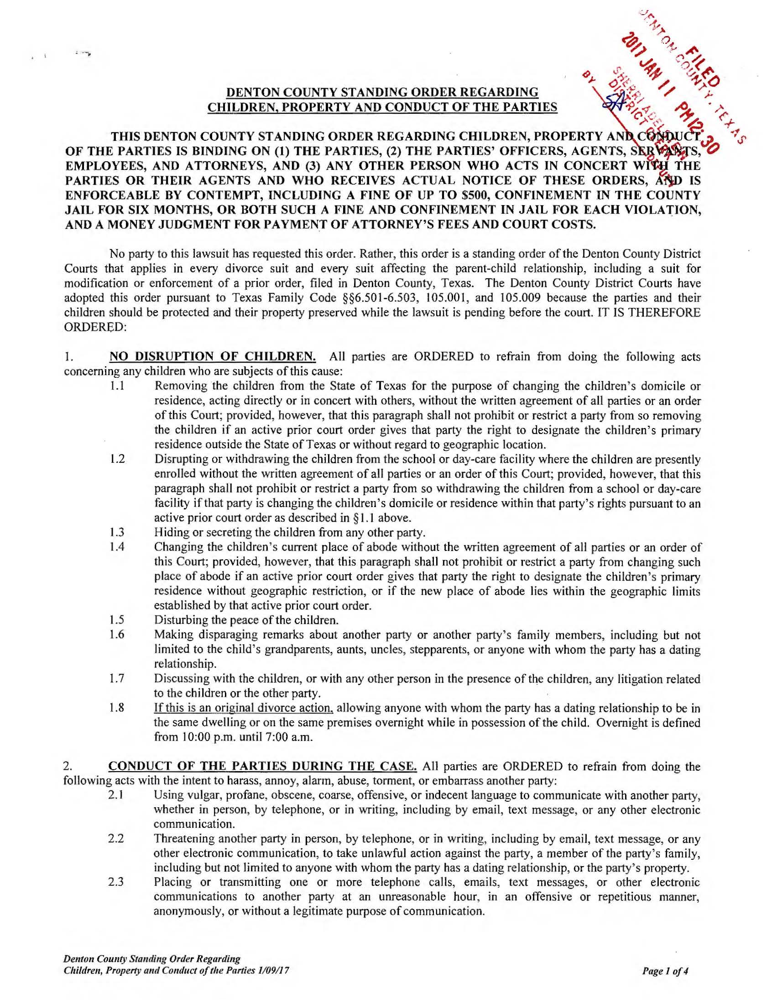 FILED
DENTON COUNTY, TEXAS
2017 JAN 11 PM 12:30
SHERRI ADELSTEIN
DISTRICT CLERK
BY
DEPUTY
DENTON COUNTY STANDING ORDER REGARDING
CHILDREN, PROPERTY AND CONDUCT OF THE PARTIES
THIS DENTON COUNTY STANDING ORDER REGARDING CHILDREN, PROPERTY AND CONDUCT
OF THE PARTIES IS BINDING ON (1) THE PARTIES, (2) THE PARTIES' OFFICERS, AGENTS, SERVANTS,
EMPLOYEES, AND ATTORNEYS, AND (3) ANY OTHER PERSON WHO ACTS IN CONCERT WITH THE
PARTIES OR THEIR AGENTS AND WHO RECEIVES ACTUAL NOTICE OF THESE ORDERS, AND IS
ENFORCEABLE BY CONTEMPT, INCLUDING A FINE OF UP TO $500, CONFINEMENT IN THE COUNTY
JAIL FOR SIX MONTHS, OR BOTH SUCH A FINE AND CONFINEMENT IN JAIL FOR EACH VIOLATION,
AND A MONEY JUDGMENT FOR PAYMENT OF ATTORNEY'S FEES AND COURT COSTS.
No party to this lawsuit has requested this order. Rather, this order is a standing order of the Denton County District
Courts that applies in every divorce suit and every suit affecting the parent-child relationship, including a suit for
modification or enforcement of a prior order, filed in Denton County, Texas. The Denton County District Courts have
adopted this order pursuant to Texas Family Code §§6.501-6.503, 105.001, and 105.009 because the parties and their
children should be protected and their property preserved while the lawsuit is pending before the court. IT IS THEREFORE
ORDERED:
1. NO DISRUPTION OF CHILDREN. All parties are ORDERED to refrain from doing the following acts
concerning any children who are subjects of this cause:
1.1 Removing the children from the State of Texas for the purpose of changing the children's domicile or
residence, acting directly or in concert with others, without the written agreement of all parties or an order
of this Court; provided, however, that this paragraph shall not prohibit or restrict a party from so removing
the children if an active prior court order gives that party the right to designate the children's primary
residence outside the State of Texas or without regard to geographic location.
1.2 Disrupting or withdrawing the children from the school or day-care facility where the children are presently
enrolled without the written agreement of all parties or an order of this Court; provided, however, that this
paragraph shall not prohibit or restrict a party from so withdrawing the children from a school or day-care
facility if that party is changing the children's domicile or residence within that party's rights pursuant to an
active prior court order as described in §1.1 above.
1.3 Hiding or secreting the children from any other party.
1.4 Changing the children's current place of abode without the written agreement of all parties or an order of
this Court; provided, however, that this paragraph shall not prohibit or restrict a party from changing such
place of abode if an active prior court order gives that party the right to designate the children's primary
residence without geographic restriction, or if the new place of abode lies within the geographic limits
established by that active prior court order.
1.5 Disturbing the peace of the children.
1.6 Making disparaging remarks about another party or another party's family members, including but not
limited to the child's grandparents, aunts, uncles, stepparents, or anyone with whom the party has a dating
relationship.
1.7 Discussing with the children, or with any other person in the presence of the children, any litigation related
to the children or the other party.
1.8 If this is an original divorce action, allowing anyone with whom the party has a dating relationship to be in
the same dwelling or on the same premises overnight while in possession of the child. Overnight is defined
from 10:00 p.m. until 7:00 a.m.
2. CONDUCT OF THE PARTIES DURING THE CASE. All parties are ORDERED to refrain from doing the
following acts with the intent to harass, annoy, alarm, abuse, torment, or embarrass another party:
2.1 Using vulgar, profane, obscene, coarse, offensive, or indecent language to communicate with another party,
whether in person, by telephone, or in writing, including by email, text message, or any other electronic
communication.
2.2 Threatening another party in person, by telephone, or in writing, including by email, text message, or any
other electronic communication, to take unlawful action against the party, a member of the party's family,
including but not limited to anyone with whom the party has a dating relationship, or the party's property.
2.3 Placing or transmitting one or more telephone calls, emails, text messages, or other electronic
communications to another party at an unreasonable hour, in an offensive or repetitious manner,
anonymously, or without a legitimate purpose of communication.
Denton County Standing Order Regarding
Children, Property and Conduct of the Parties 1/09/17
Page 1 of 4